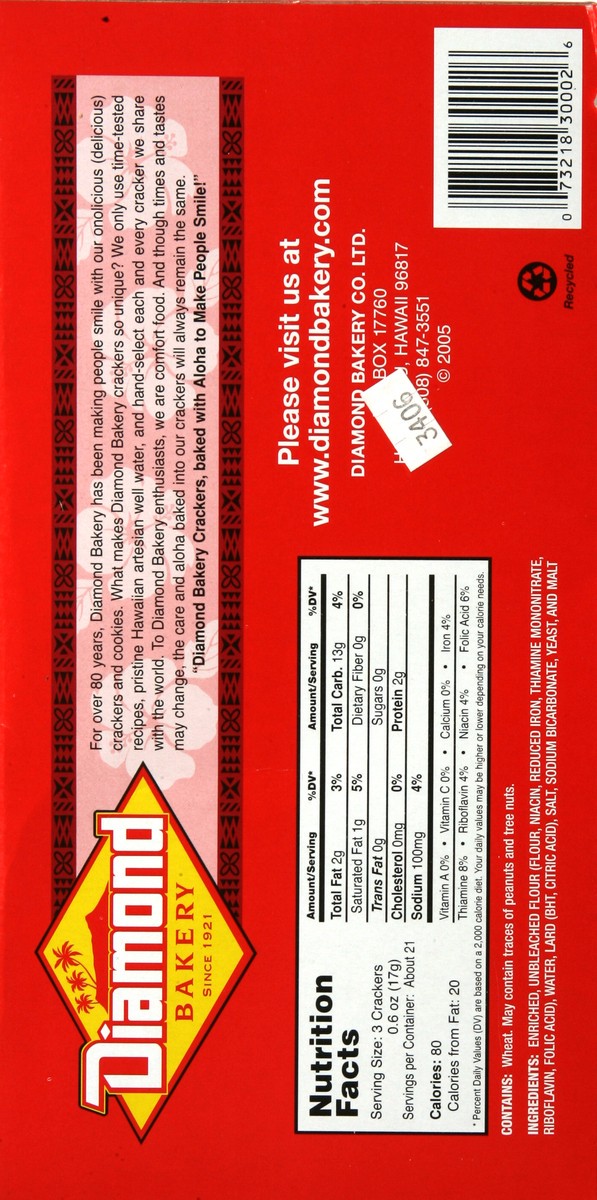 Diamond
BAKERY
SINCE 1921
For over 80 years, Diamond Bakery has been making people smile with our onolicious (delicious)
crackers and cookies. What makes Diamond Bakery crackers so unique? We only use time-tested
recipes, pristine Hawaiian artesian well water, and hand-select each and every cracker we share
with the world. To Diamond Bakery enthusiasts, we are comfort food. And though times and tastes
may change, the care and aloha baked into our crackers will always remain the same.
"Diamond Bakery Crackers, baked with Aloha to Make People Smile!"
Nutrition
Facts
Serving Size: 3 Crackers
0.6 oz (17g)
Servings per Container: About 21
Calories: 80
Calories from Fat: 20
Amount/Serving %DV* Amount/Serving %DV*
Total Fat 2g 3% Total Carb. 13g 4%
Saturated Fat 1g 5% Dietary Fiber 0g 0%
Trans Fat 0g Sugars 0g
Cholesterol 0mg 0% Protein 2g
Sodium 100mg 4%
Vitamin A 0% • Vitamin C 0% • Calcium 0% • Iron 4%
Thiamine 8% • Riboflavin 4% • Niacin 4% • Folic Acid 6%
* Percent Daily Values (DV) are based on a 2,000 calorie diet. Your daily values may be higher or lower depending on your calorie needs.
CONTAINS: Wheat. May contain traces of peanuts and tree nuts.
INGREDIENTS: ENRICHED, UNBLEACHED FLOUR (FLOUR, NIACIN, REDUCED IRON, THIAMINE MONONITRATE,
RIBOFLAVIN, FOLIC ACID), WATER, LARD (BHT, CITRIC ACID), SALT, SODIUM BICARBONATE, YEAST, AND MALT
Please visit us at
www.diamondbakery.com
DIAMOND BAKERY CO. LTD.
BOX 17760
, HAWAII 96817
08) 847-3551
© 2005
3406
Recycled
0 73218 30002 6